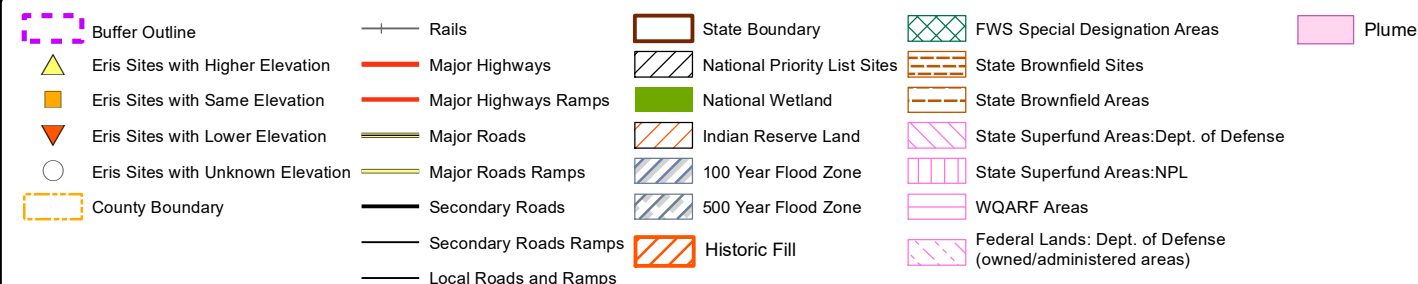 Buffer Outline
Eris Sites with Higher Elevation
Eris Sites with Same Elevation
Eris Sites with Lower Elevation
Eris Sites with Unknown Elevation
County Boundary
Rails
Major Highways
Major Highways Ramps
Major Roads
Major Roads Ramps
Secondary Roads
Secondary Roads Ramps
Local Roads and Ramps
State Boundary
National Priority List Sites
National Wetland
Indian Reserve Land
100 Year Flood Zone
500 Year Flood Zone
Historic Fill
FWS Special Designation Areas
State Brownfield Sites
State Brownfield Areas
State Superfund Areas:Dept. of Defense
State Superfund Areas:NPL
WQARF Areas
Federal Lands: Dept. of Defense
(owned/administered areas)
Plume